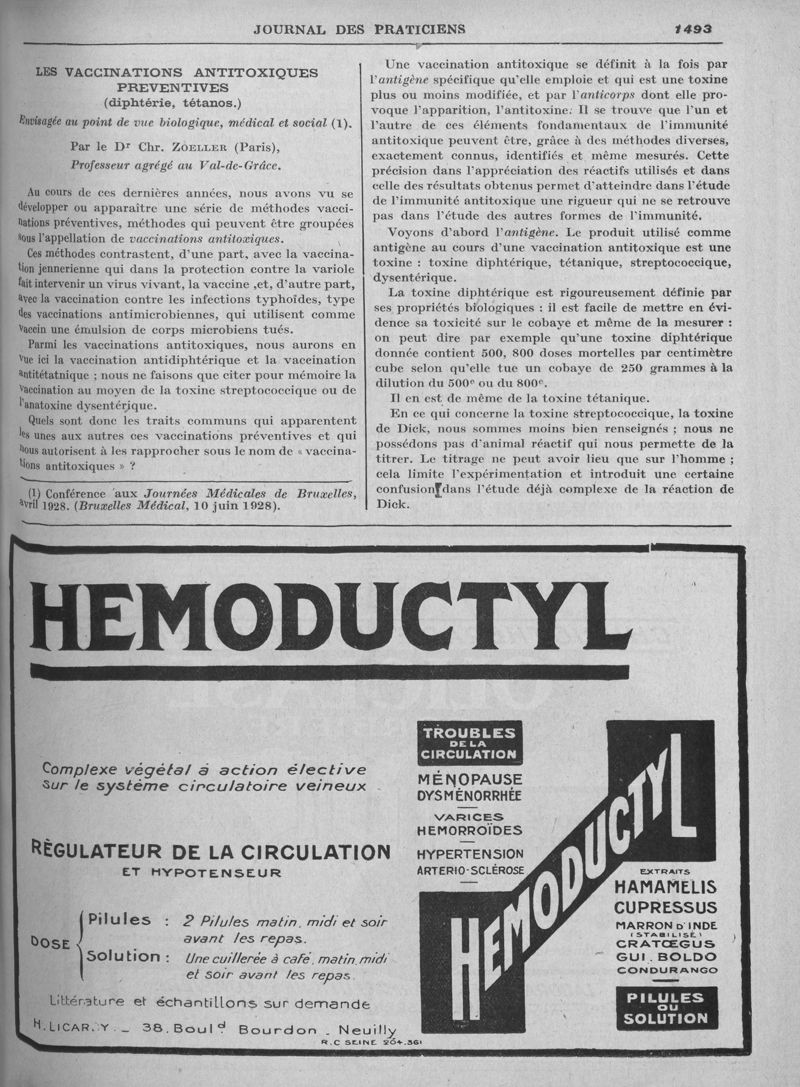 JOURNAL DES PRATICIENS 1493
LES VACCINATIONS ANTITOXIQUES
PREVENTIVES
(diphtérie, tétanos.)
Envisagée au point de vue biologique, médical et social (1).
Par le Dr Chr. ZOELLER (Paris),
Professeur agrégé au Val-de-Grâce.
Au cours de ces dernières années, nous avons vu se
développer ou apparaître une série de méthodes vacci-
nations préventives, méthodes qui peuvent être groupées
sous l'appellation de vaccinations antitoxiques.
Ces méthodes contrastent, d'une part, avec la vaccina-
tion jennerienne qui dans la protection contre la variole
fait intervenir un virus vivant, la vaccine ,et, d'autre part,
avec la vaccination contre les infections typhoïdes, type
des vaccinations antimicrobiennes, qui utilisent comme
vaccin une émulsion de corps microbiens tués.
Parmi les vaccinations antitoxiques, nous aurons en
vue ici la vaccination antidiphtérique et la vaccination
antitétatnique ; nous ne faisons que citer pour mémoire la
vaccination au moyen de la toxine streptococcique ou de
l'anatoxine dysentérique.
Quels sont donc les traits communs qui apparentent
les unes aux autres ces vaccinations préventives et qui
nous autorisent à les rapprocher sous le nom de « vaccina-
tions antitoxiques » ?
(1) Conférence aux Journées Médicales de Bruxelles,
avril 1928. (Bruxelles Médical, 10 juin 1928).
Une vaccination antitoxique se définit à la fois par
l'antigène spécifique qu'elle emploie et qui est une toxine
plus ou moins modifiée, et par l'anticorps dont elle pro-
voque l'apparition, l'antitoxine. Il se trouve que l'un et
l'autre de ces éléments fondamentaux de l'immunité
antitoxique peuvent être, grâce à des méthodes diverses,
exactement connus, identifiés et même mesurés. Cette
précision dans l'appréciation des réactifs utilisés et dans
celle des résultats obtenus permet d'atteindre dans l'étude
de l'immunité antitoxique une rigueur qui ne se retrouve
pas dans l'étude des autres formes de l'immunité.
Voyons d'abord l'antigène. Le produit utilisé comme
antigène au cours d'une vaccination antitoxique est une
toxine : toxine diphtérique, tétanique, streptococcique,
dysentérique.
La toxine diphtérique est rigoureusement définie par
ses propriétés biologiques : il est facile de mettre en évi-
dence sa toxicité sur le cobaye et même de la mesurer :
on peut dire par exemple qu'une toxine diphtérique
donnée contient 500, 800 doses mortelles par centimètre
cube selon qu'elle tue un cobaye de 250 grammes à la
dilution du 500e ou du 800e.
Il en est de même de la toxine tétanique.
En ce qui concerne la toxine streptococcique, la toxine
de Dick, nous sommes moins bien renseignés ; nous ne
possédons pas d'animal réactif qui nous permette de la
titrer. Le titrage ne peut avoir lieu que sur l'homme ;
cela limite l'expérimentation et introduit une certaine
confusion dans l'étude déjà complexe de la réaction de
Dick.
HEMODUCTYL
Complexe végétal à action élective
sur le système circulatoire veineux
RÈGULATEUR DE LA CIRCULATION
ET HYPOTENSEUR
DOSE
Pilules : 2 Pilules matin, midi et soir
avant les repas.
Solution : Une cuillerée à café, matin, midi
et soir avant les repas.
Littérature et échantillons sur demande
38, Boul.d Bourdon - Neuilly
R.C SEINE 204.361
TROUBLES
DE LA
CIRCULATION
MÉNOPAUSE
DYSMÉNORRHÉE
VARICES
HEMORROÏDES
HYPERTENSION
ARTERIO-SCLÉROSE
HEMODUCTYL
EXTRAITS
HAMAMELIS
CUPRESSUS
MARRON D'INDE
(STABILISÉ)
CRATŒGUS
GUI. BOLDO
CONDURANGO
PILULES
OU
SOLUTION